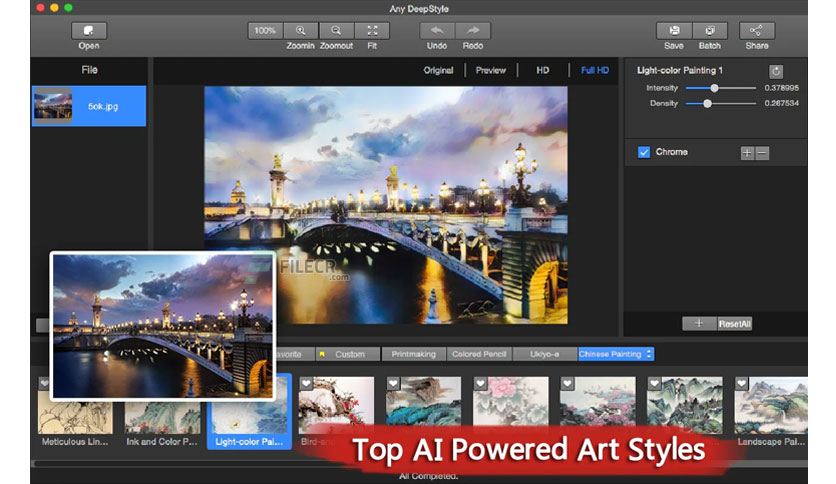 Any DeepStyle
100%
Open
Zoomin Zoomout Fit
Undo Redo
Save Batch
Share
File
Original Preview HD Full HD
Light-color Painting 1
Intensity 0.378995
Density 0.267534
5ok.jpg
Chrome
FILECR
.com
ResetAll
avorite Custom Printmaking Colored Pencil Ukiyo-e Chinese Painting
Meticulous Lin... Ink and Color P... Light-color Pai... Landscape Pai...
Top AI Powered Art Styles
All Completed.